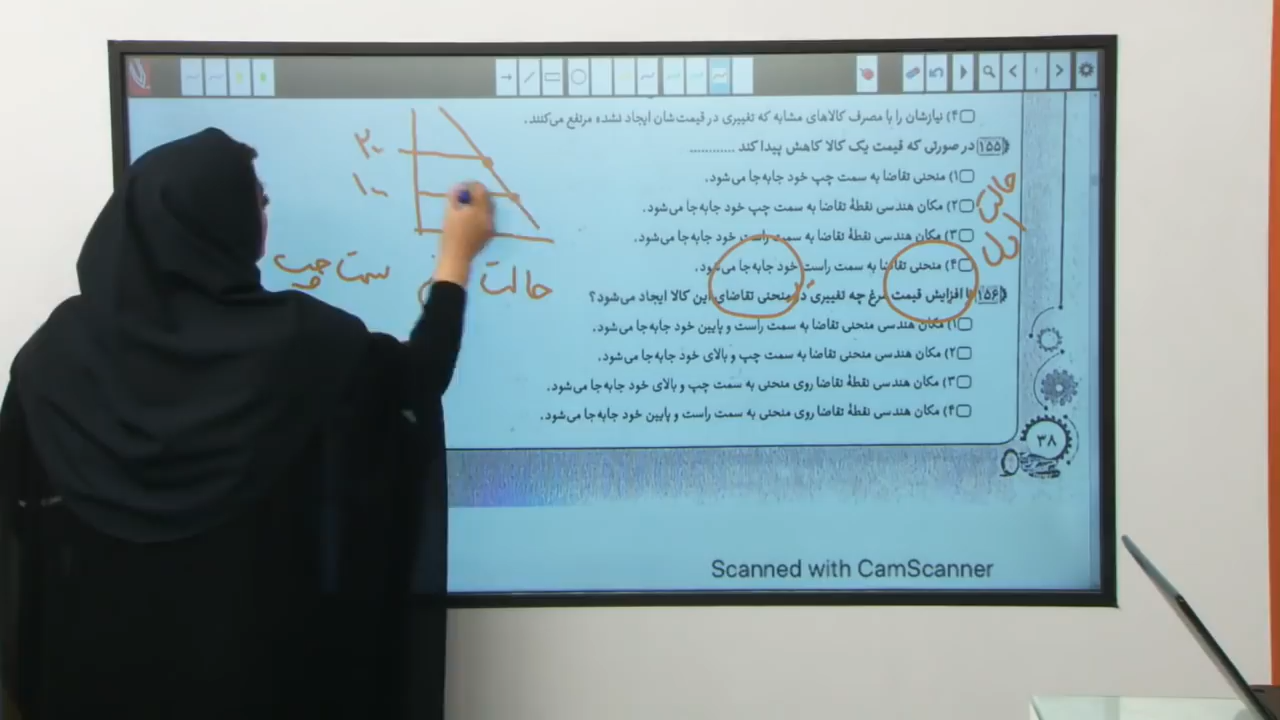 ۴) نیازشان را با مصرف کالاهای مشابه که تغییری در قیمت‌شان ایجاد نشده مرتفع می‌کنند.
۱۵۵ در صورتی که قیمت یک کالا کاهش پیدا کند ............
۱) منحنی تقاضا به سمت چپ خود جابه‌جا می‌شود.
۲) مکان هندسی نقطهٔ تقاضا به سمت چپ خود جابه‌جا می‌شود.
۳) مکان هندسی نقطهٔ تقاضا به سمت راست خود جابه‌جا می‌شود.
۴) منحنی تقاضا به سمت راست خود جابه‌جا می‌شود.
۱۵۶ با افزایش قیمت مرغ چه تغییری در منحنی تقاضای این کالا ایجاد می‌شود؟
۱) مکان هندسی منحنی تقاضا به سمت راست و پایین خود جابه‌جا می‌شود.
۲) مکان هندسی منحنی تقاضا به سمت چپ و بالای خود جابه‌جا می‌شود.
۳) مکان هندسی نقطهٔ تقاضا روی منحنی به سمت چپ و بالای خود جابه‌جا می‌شود.
۴) مکان هندسی نقطهٔ تقاضا روی منحنی به سمت راست و پایین خود جابه‌جا می‌شود.
حالت
اول
۲۰۰
۱۰۰
حالت سمت چپ
۳۸
Scanned with CamScanner